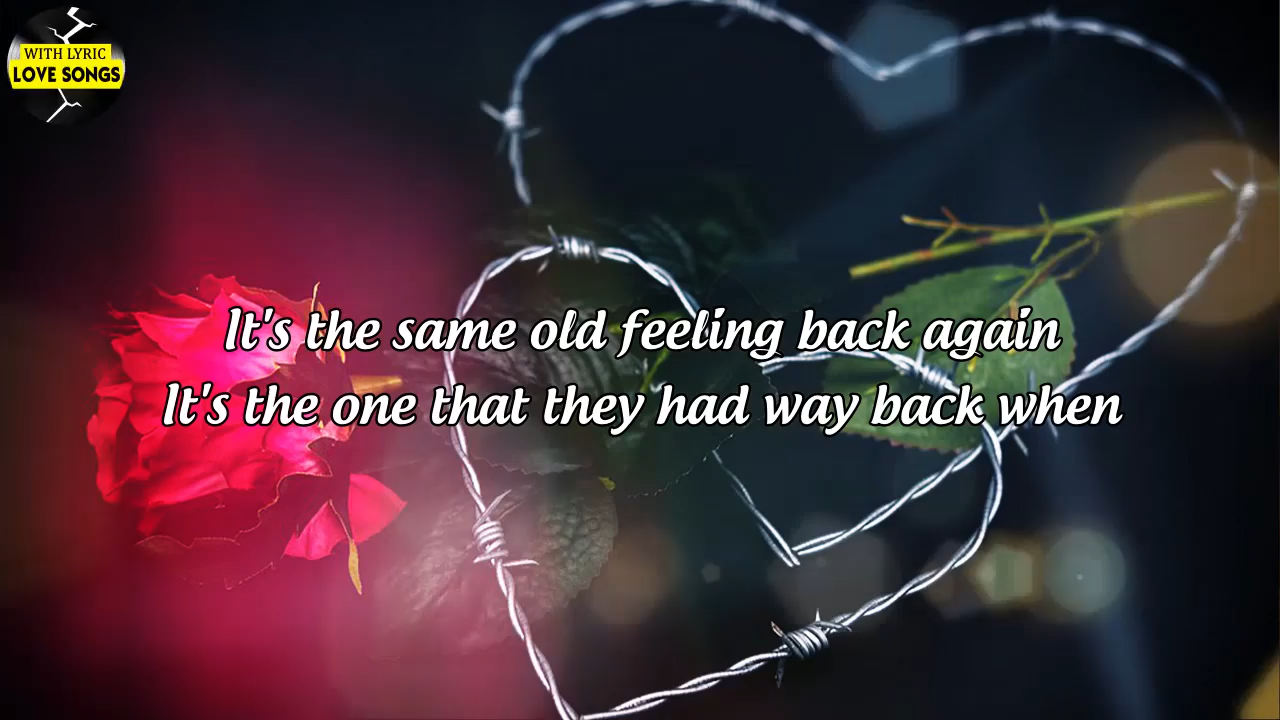 WITH LYRIC
LOVE SONGS
It's the same old feeling back again
It's the one that they had way back when